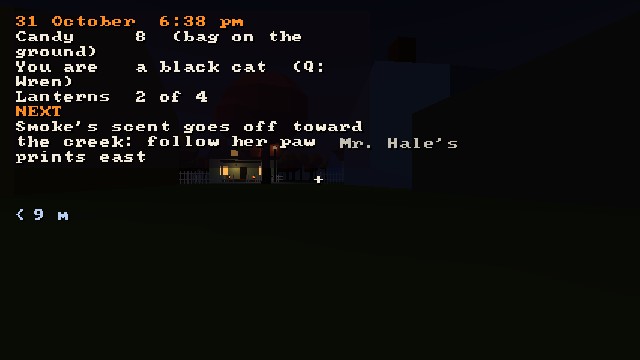 31 October 6:38 pm
Candy 8 (bag on the
ground)
You are a black cat (Q:
Wren)
Lanterns 2 of 4
NEXT
Smoke's scent goes off toward
the creek: follow her paw
prints east
Mr. Hale's
< 9 m